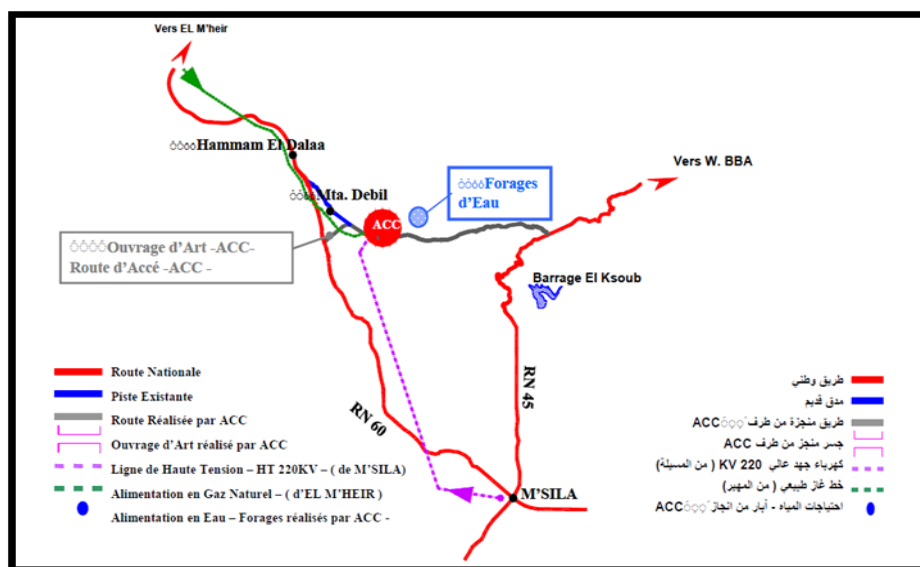 Vers EL M'heir
Hammam El Dalaa
Mta. Debil
ACC
Forages
d'Eau
Vers W. BBA
Ouvrage d'Art -ACC-
Route d'Accé -ACC -
Barrage El Ksoub
RN 45
RN 60
M'SILA
Route Nationale
Piste Existante
Route Réalisée par ACC
Ouvrage d'Art réalisé par ACC
Ligne de Haute Tension – HT 220KV – ( de M'SILA)
Alimentation en Gaz Naturel – ( d'EL M'HEIR )
Alimentation en Eau – Forages réalisés par ACC -
طريق وطني
مدق قديم
طريق منجزة من طرف ACC
جسر منجز من طرف ACC
كهرباء جهد عالي 220 KV ( من المسيلة)
خط غاز طبيعي ( من المهير)
احتياجات المياه - أبار من انجاز ACC